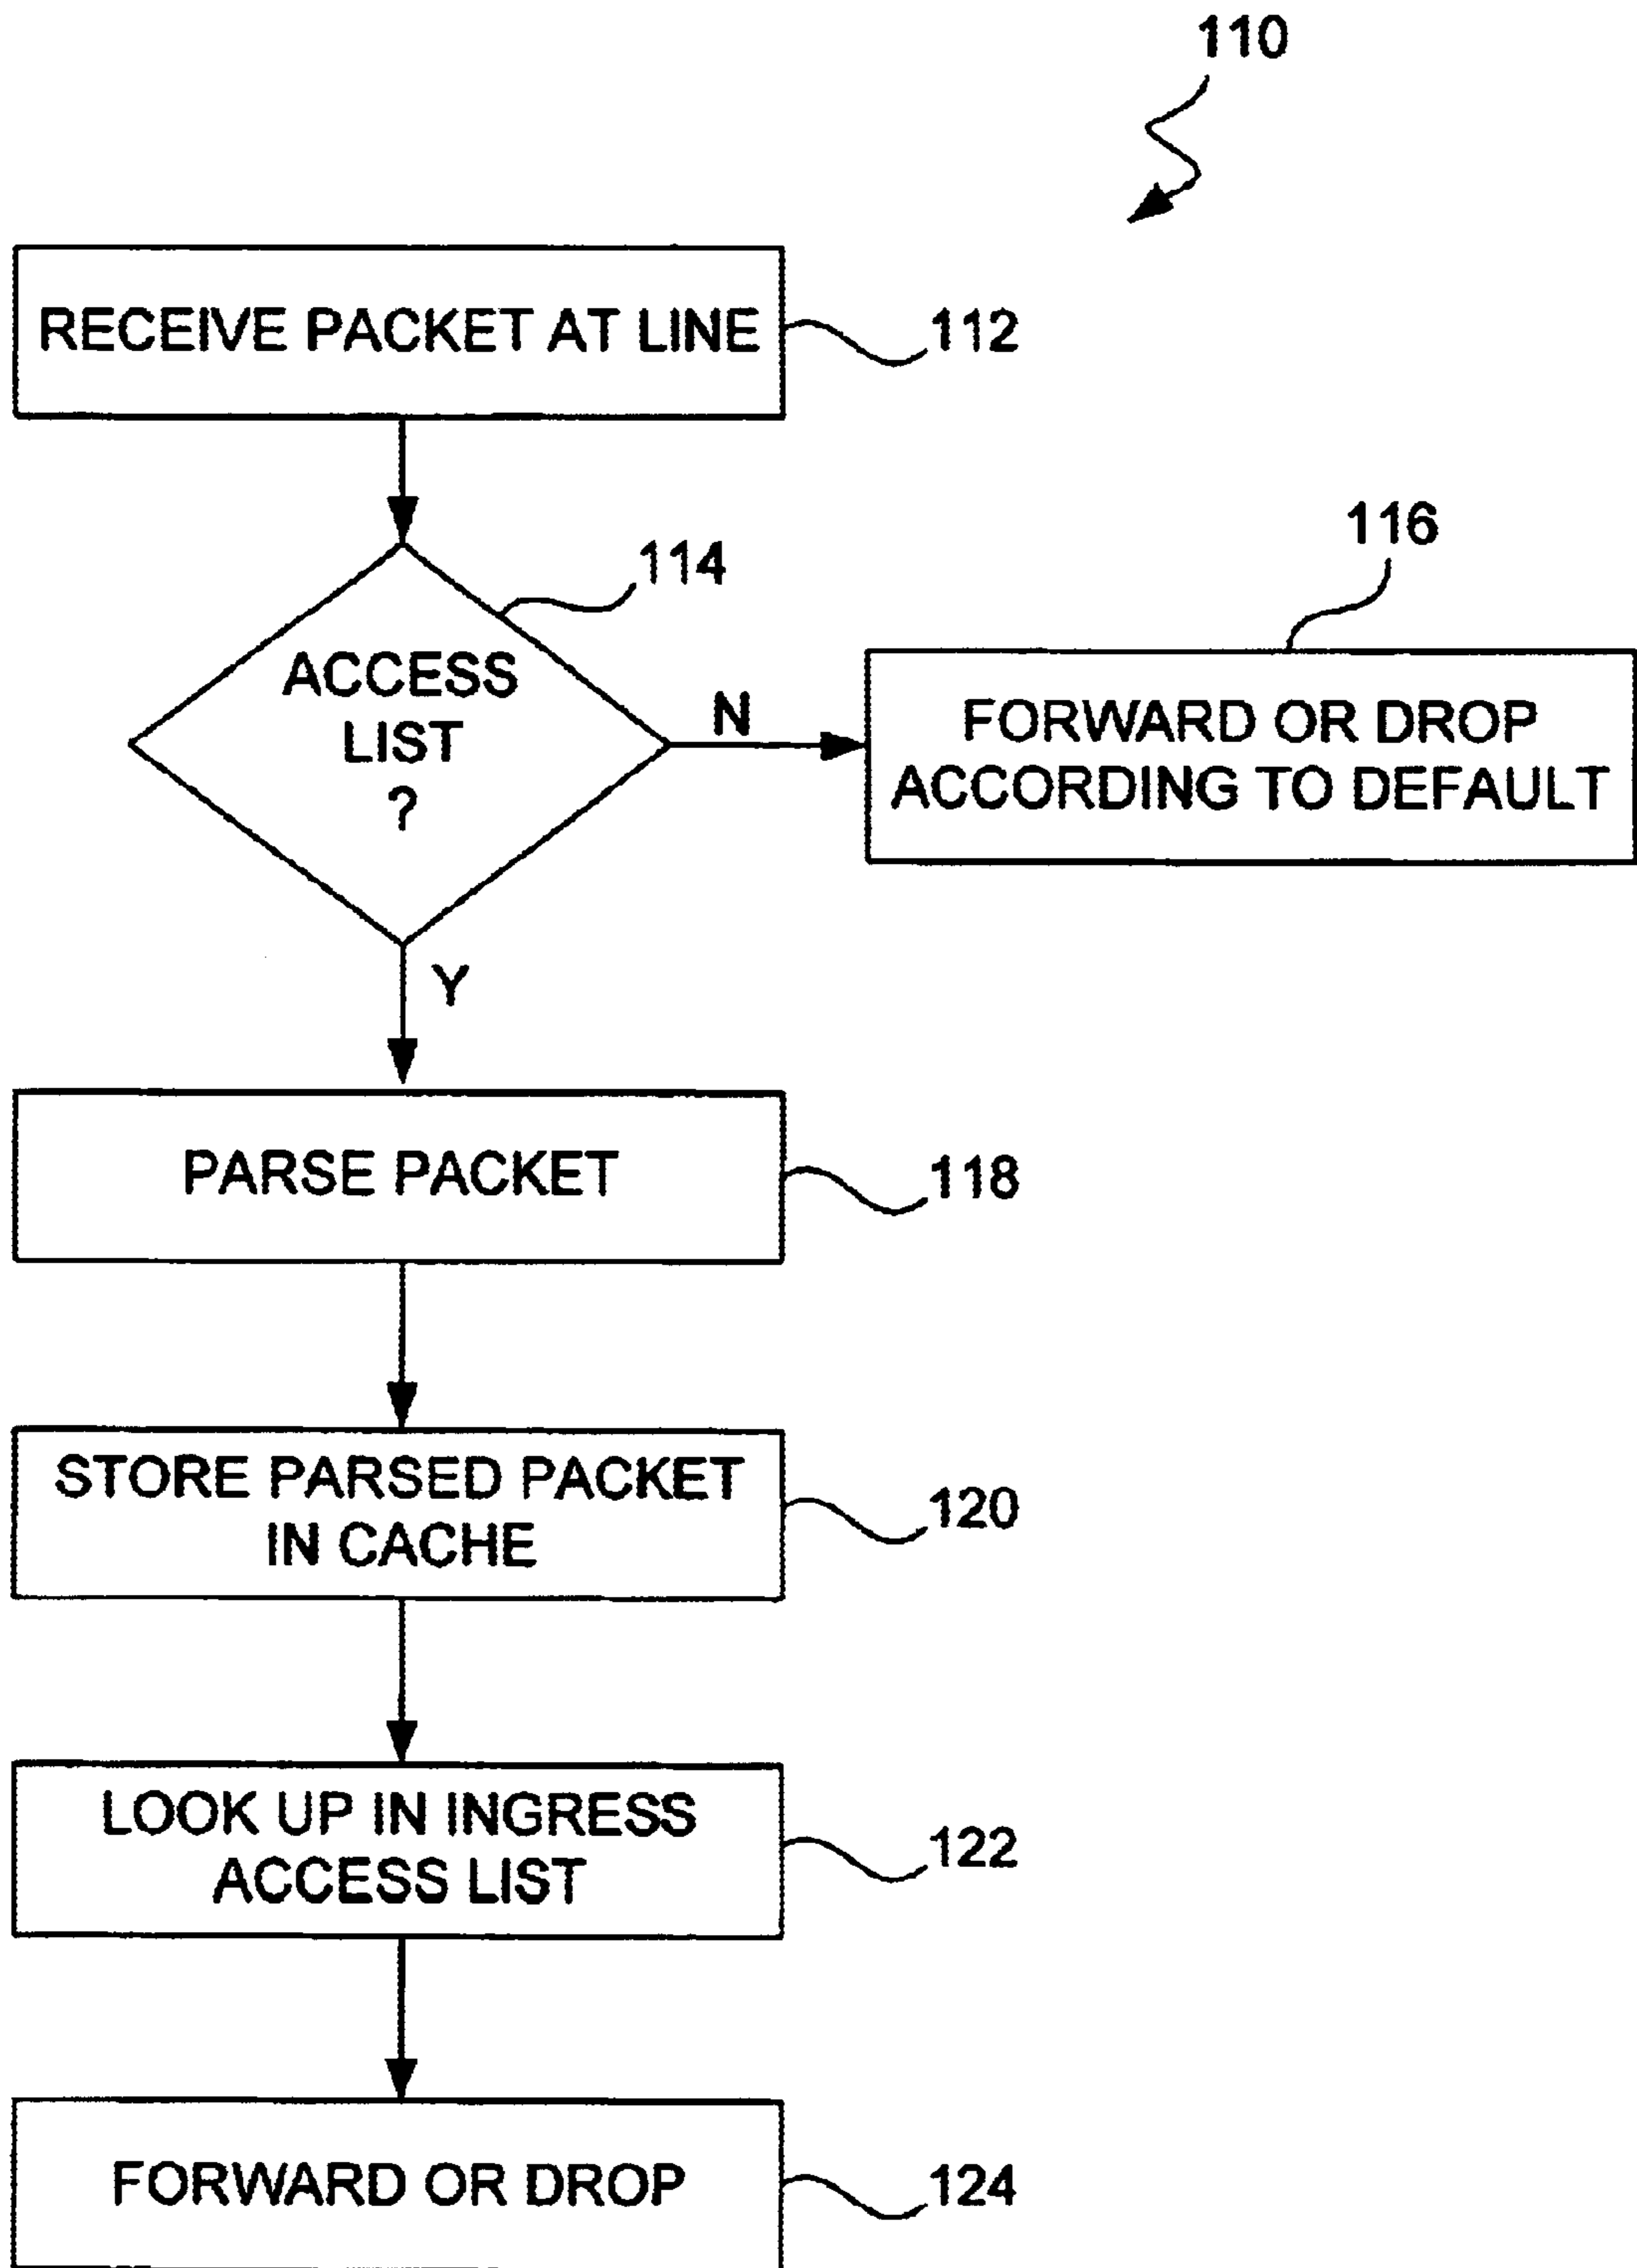 110
RECEIVE PACKET AT LINE
112
114
ACCESS
LIST
?
N
116
FORWARD OR DROP
ACCORDING TO DEFAULT
Y
PARSE PACKET
118
STORE PARSED PACKET
IN CACHE
120
LOOK UP IN INGRESS
ACCESS LIST
122
FORWARD OR DROP
124